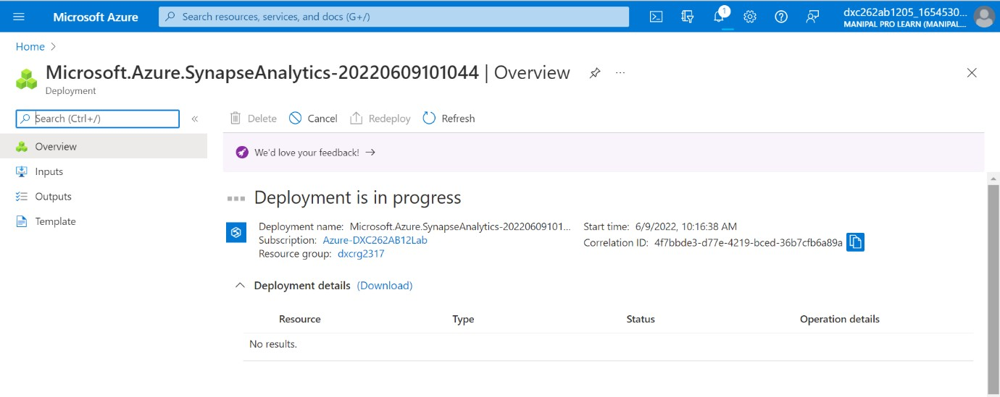 Microsoft Azure
Search resources, services, and docs (G+/)
1
dxc262ab1205_1654530...
MANIPAL PRO LEARN (MANIPAL...
Home >
Microsoft.Azure.SynapseAnalytics-20220609101044 | Overview
...
Deployment
Search (Ctrl+/)
«
Delete
Cancel
Redeploy
Refresh
Overview
Inputs
Outputs
Template
We'd love your feedback! →
Deployment is in progress
Deployment name: Microsoft.Azure.SynapseAnalytics-20220609101...
Subscription: Azure-DXC262AB12Lab
Resource group: dxcrg2317
Start time: 6/9/2022, 10:16:38 AM
Correlation ID: 4f7bbde3-d77e-4219-bced-36b7cfb6a89a
Deployment details (Download)
Resource Type Status Operation details
No results.